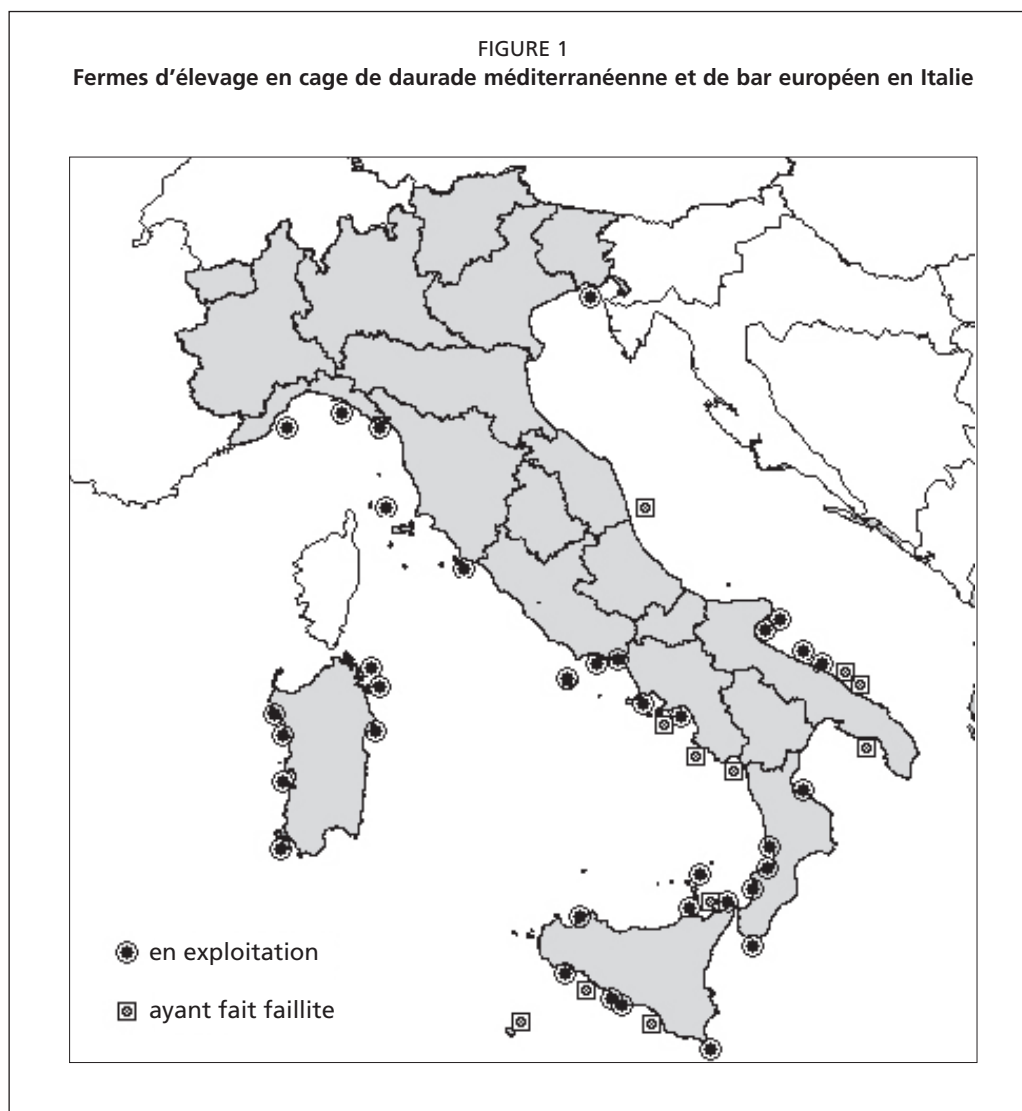 FIGURE 1
Fermes d'élevage en cage de daurade méditerranéenne et de bar européen en Italie
en exploitation
ayant fait faillite